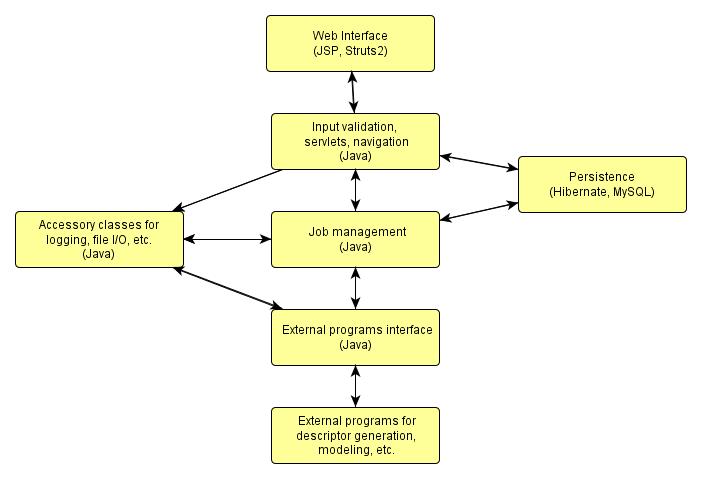 Web Interface
(JSP, Struts2)
Input validation,
servlets, navigation
(Java)
Persistence
(Hibernate, MySQL)
Accessory classes for
logging, file I/O, etc.
(Java)
Job management
(Java)
External programs interface
(Java)
External programs for
descriptor generation,
modeling, etc.